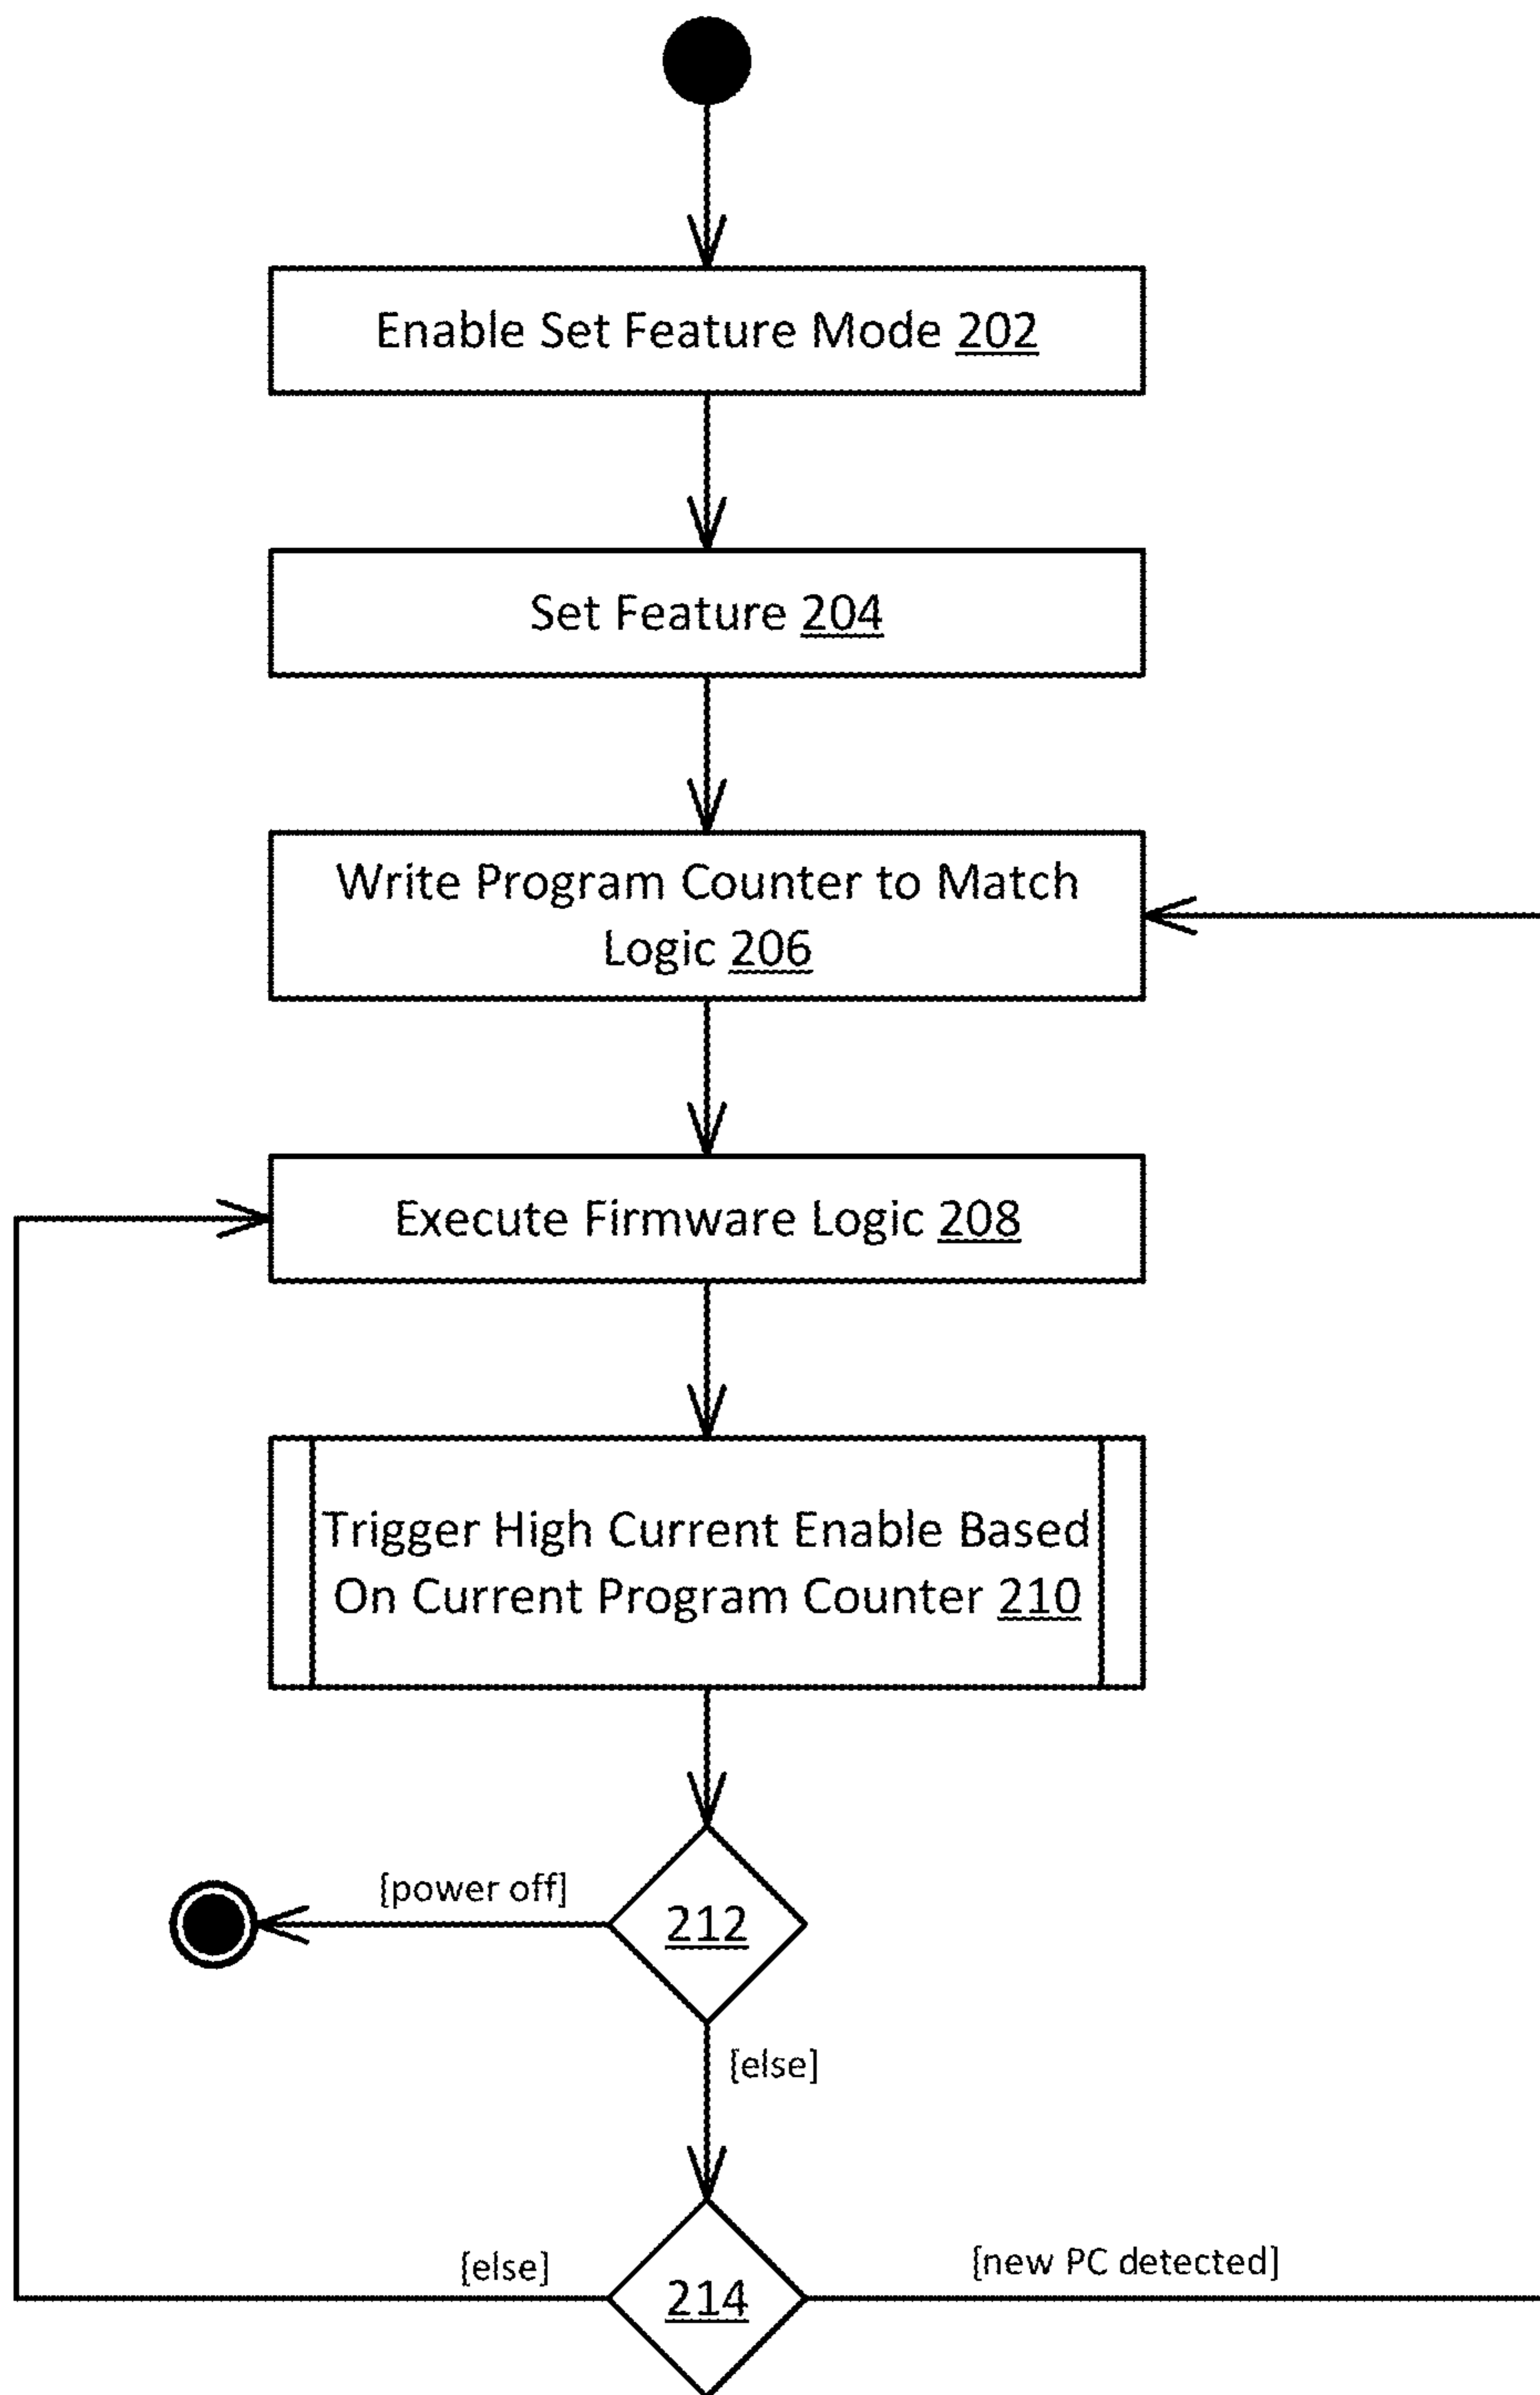 Enable Set Feature Mode 202
Set Feature 204
Write Program Counter to Match
Logic 206
Execute Firmware Logic 208
Trigger High Current Enable Based
On Current Program Counter 210
[power off]
212
[else]
[else]
214
[new PC detected]